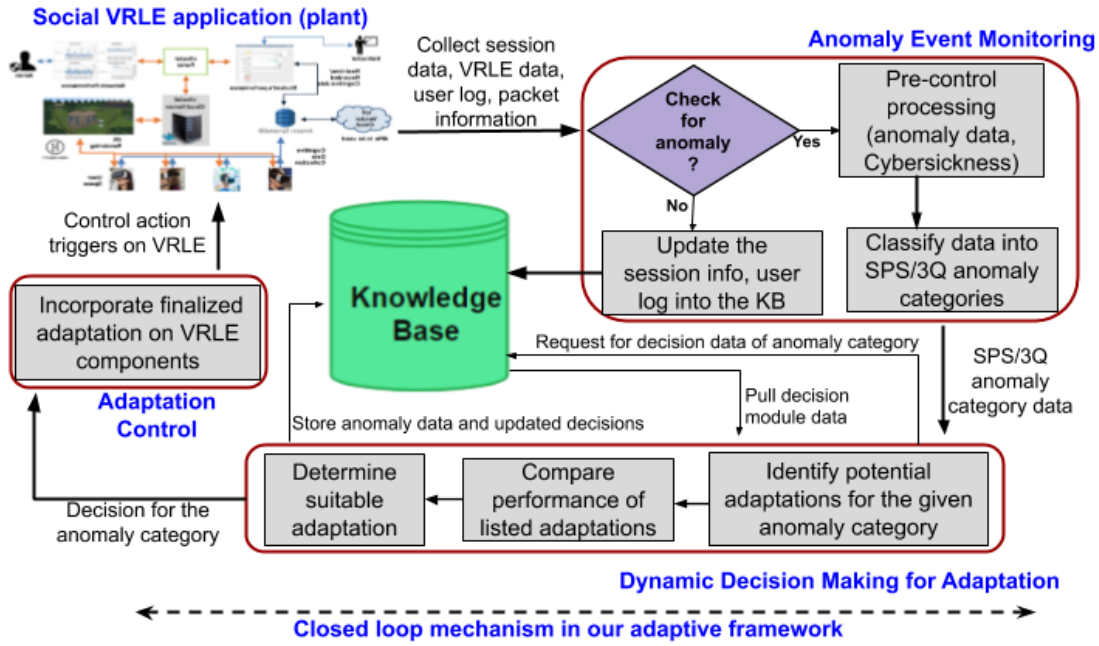 Social VRLE application (plant)
Collect session
data, VRLE data,
user log, packet
information
Anomaly Event Monitoring
Check
for
anomaly
?
Yes
No
Pre-control
processing
(anomaly data,
Cybersickness)
Update the
session info, user
log into the KB
Classify data into
SPS/3Q anomaly
categories
Control action
triggers on VRLE
Knowledge
Base
Incorporate finalized
adaptation on VRLE
components
Adaptation
Control
Request for decision data of anomaly category
SPS/3Q
anomaly
category data
Pull decision
module data
Store anomaly data and updated decisions
Determine
suitable
adaptation
Compare
performance of
listed adaptations
Identify potential
adaptations for the given
anomaly category
Decision for the
anomaly category
Dynamic Decision Making for Adaptation
Closed loop mechanism in our adaptive framework